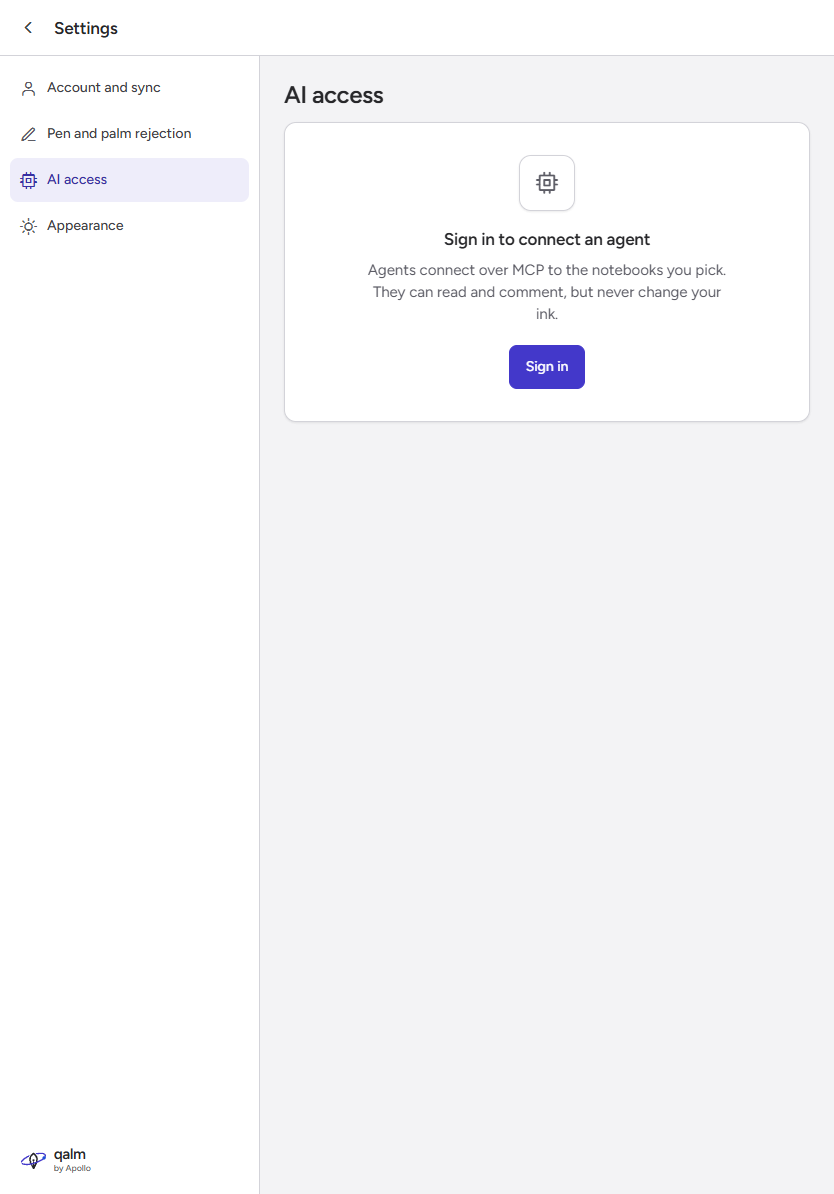 Settings
Account and sync
Pen and palm rejection
AI access
Appearance
AI access
Sign in to connect an agent
Agents connect over MCP to the notebooks you pick.
They can read and comment, but never change your
ink.
Sign in
qalm
by Apollo